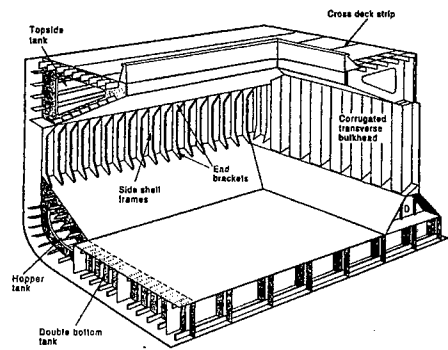 Cross deck strip
Topside
tank
Corrugated
transverse
bulkhead
End
brackets
Side shell
frames
Hopper
tank
Double bottom
tank